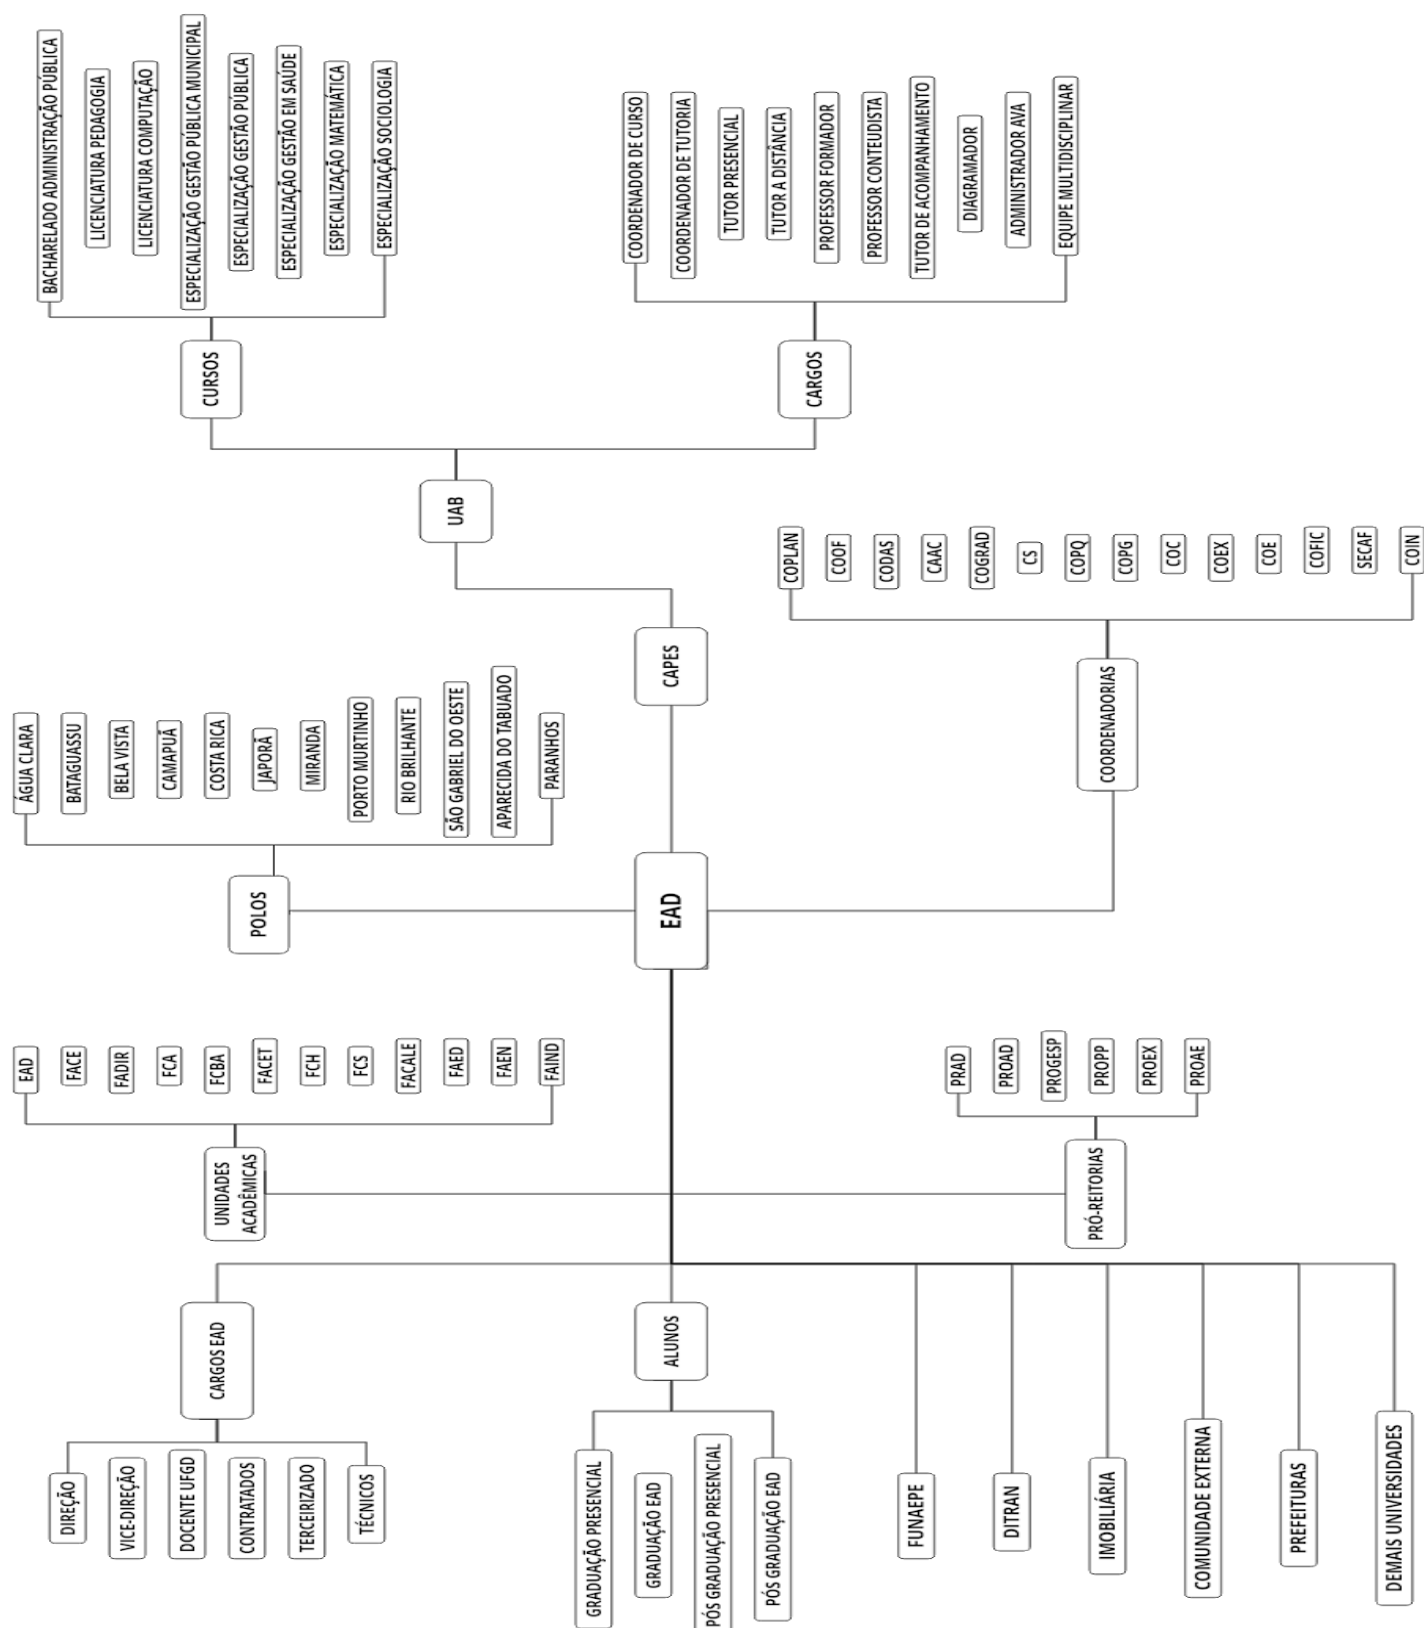 BACHARELADO ADMINISTRAÇÃO PÚBLICA
LICENCIATURA PEDAGOGIA
LICENCIATURA COMPUTAÇÃO
ESPECIALIZAÇÃO GESTÃO PÚBLICA MUNICIPAL
ESPECIALIZAÇÃO GESTÃO PÚBLICA
ESPECIALIZAÇÃO GESTÃO EM SAÚDE
ESPECIALIZAÇÃO MATEMÁTICA
ESPECIALIZAÇÃO SOCIOLOGIA
CURSOS
COORDENADOR DE CURSO
COORDENADOR DE TUTORIA
TUTOR PRESENCIAL
TUTOR A DISTÂNCIA
PROFESSOR FORMADOR
PROFESSOR CONTEUDISTA
TUTOR DE ACOMPANHAMENTO
DIAGRAMADOR
ADMINISTRADOR AVA
EQUIPE MULTIDISCIPLINAR
CARGOS
UAB
CAPES
COPLAN
COOF
CODAS
CAAC
COGRAD
CS
COPQ
COPG
COC
COEX
COE
COFIC
SECAF
COIN
COORDENADORIAS
ÁGUA CLARA
BATAGUASSU
BELA VISTA
CAMAPUÃ
COSTA RICA
JAPORÃ
MIRANDA
PORTO MURTINHO
RIO BRILHANTE
SÃO GABRIEL DO OESTE
APARECIDA DO TABUADO
PARANHOS
POLOS
EAD
EAD
FACE
FADIR
FCA
FCBA
FACET
FCH
FCS
FACALE
FAED
FAEN
FAIND
UNIDADES
ACADÊMICAS
PRAD
PROAD
PROGESP
PROPP
PROEX
PROAE
PRÓ-REITORIAS
CARGOS EAD
DIREÇÃO
VICE-DIREÇÃO
DOCENTE UFGD
CONTRATADOS
TERCEIRIZADO
TÉCNICOS
ALUNOS
GRADUAÇÃO PRESENCIAL
GRADUAÇÃO EAD
PÓS GRADUAÇÃO PRESENCIAL
PÓS GRADUAÇÃO EAD
FUNAEPE
DITRAN
IMOBILIÁRIA
COMUNIDADE EXTERNA
PREFEITURAS
DEMAIS UNIVERSIDADES